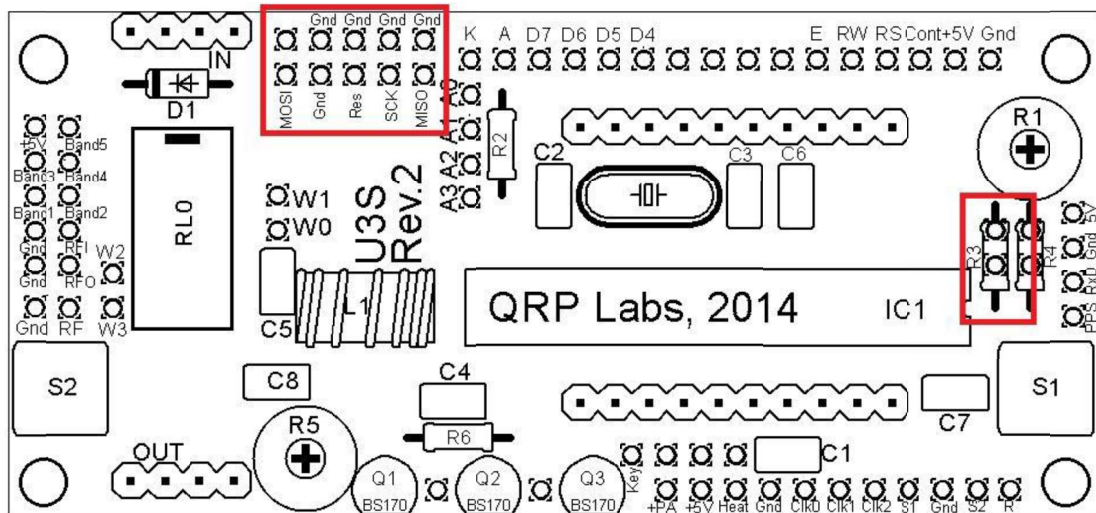 Gnd Gnd Gnd Gnd
IN
MOSI Gnd Res SCK MISO
K A D7 D6 D5 D4 E RW RS Cont +5V Gnd
D1
A0
A1
A2
A3
R2
R1
+5V Band5
Band3 Band4
Band1 Band2
Gnd RFI
Gnd RFO
Gnd RF
W2
W3
RL0
W1
W0
U3S
Rev.2
C2
C3
C6
R3
R4
5V
Gnd
RxD
PPS
C5
L1
QRP Labs, 2014
IC1
S2
C8
C4
R5
R6
C7
S1
OUT
Q1
BS170
Q2
BS170
Q3
BS170
Key
C1
+PA +5V Heat Gnd Clk0 Clk1 Clk2 S1 Gnd S2 R